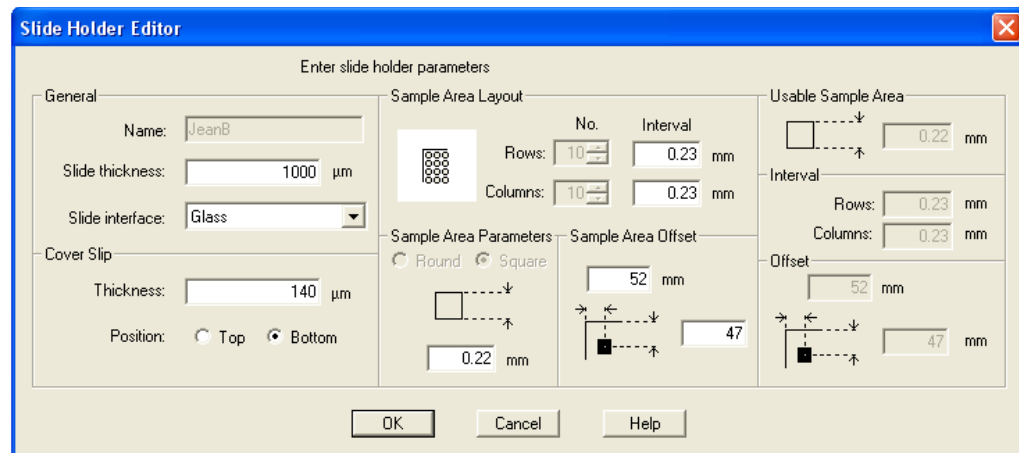 Slide Holder Editor
Enter slide holder parameters
General
Name: JeanB
Slide thickness: 1000 µm
Slide interface: Glass
Cover Slip
Thickness: 140 µm
Position: Top Bottom
Sample Area Layout
No. Interval
Rows: 10 0.23 mm
Columns: 10 0.23 mm
Sample Area Parameters
Round Square
0.22 mm
Sample Area Offset
52 mm
47
Usable Sample Area
0.22 mm
Interval
Rows: 0.23 mm
Columns: 0.23 mm
Offset
52 mm
47 mm
OK Cancel Help